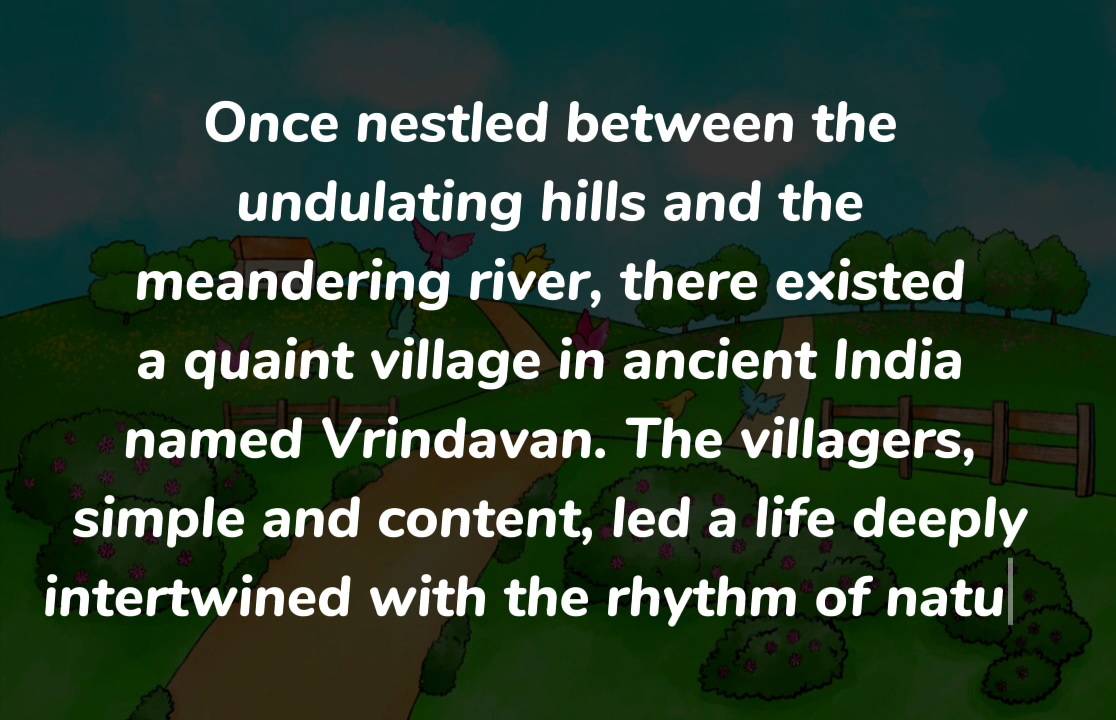 Once nestled between the
undulating hills and the
meandering river, there existed
a quaint village in ancient India
named Vrindavan. The villagers,
simple and content, led a life deeply
intertwined with the rhythm of natu